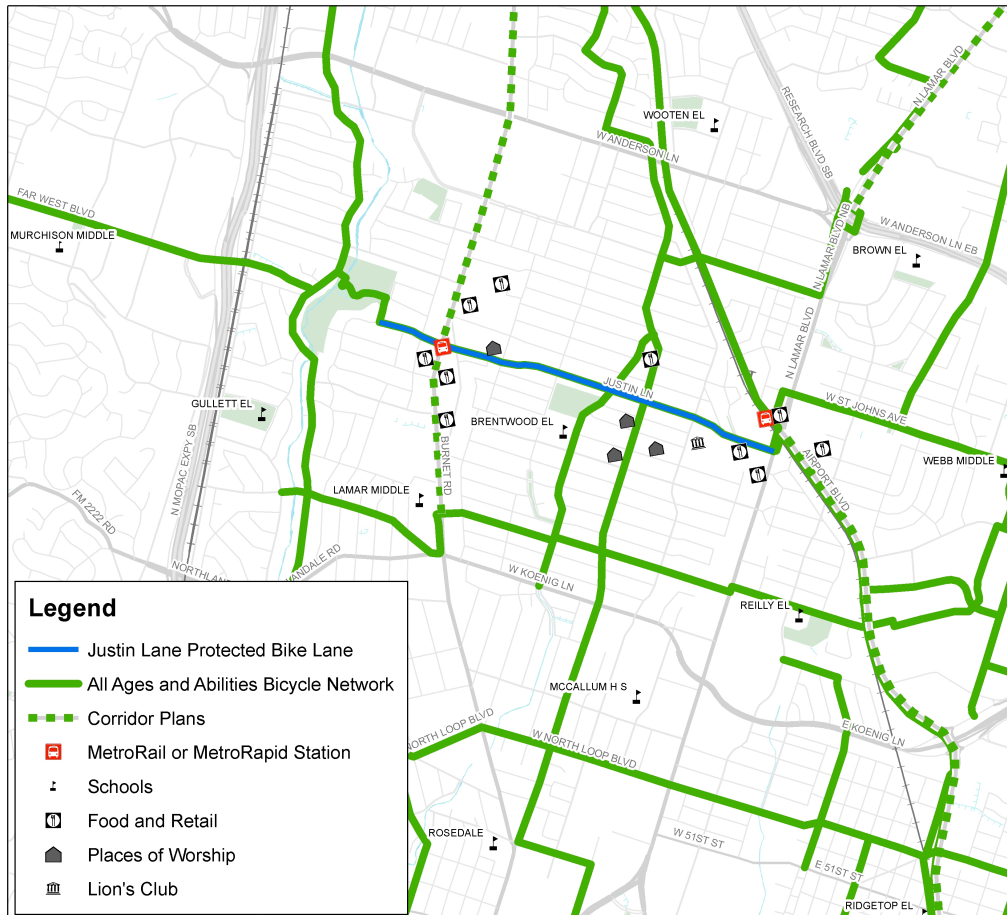 WOOTEN EL
N LAMAR BLVD
RESEARCH BLVD SB
W ANDERSON LN
FAR WEST BLVD
MURCHISON MIDDLE
N LAMAR BLVD NB
W ANDERSON LN EB
BROWN EL
N LAMAR BLVD
JUSTIN LN
GULLETT EL
BRENTWOOD EL
W ST JOHNS AVE
BURNET RD
N MOPAC EXPY SB
AIRPORT BLVD
WEBB MIDDLE
LAMAR MIDDLE
FM 2222 RD
NORTHLAN
VANDALE RD
W KOENIG LN
REILLY EL
MCCALLUM H S
NORTH LOOP BLVD
W NORTH LOOP BLVD
E KOENIG LN
ROSEDALE
W 51ST ST
E 51ST ST
RIDGETOP EL
Legend
Justin Lane Protected Bike Lane
All Ages and Abilities Bicycle Network
Corridor Plans
MetroRail or MetroRapid Station
Schools
Food and Retail
Places of Worship
Lion's Club